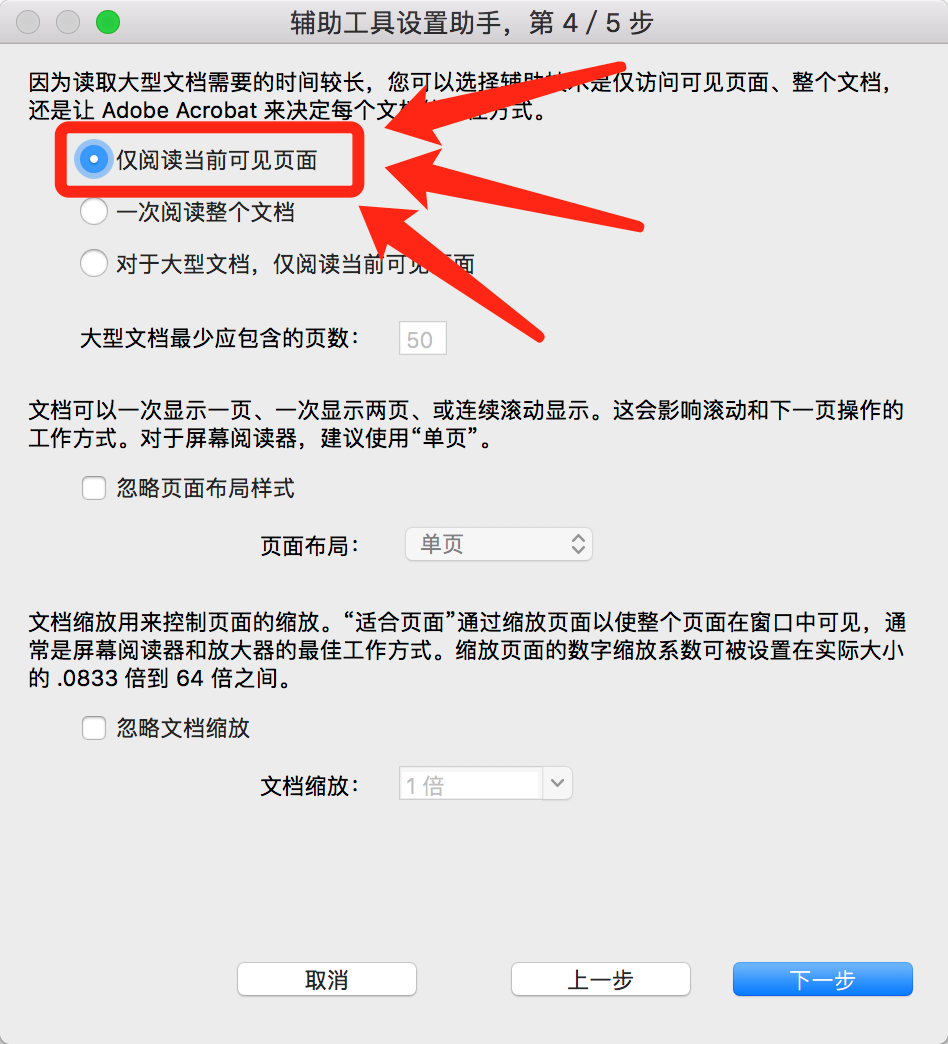 辅助工具设置助手，第 4 / 5 步
因为读取大型文档需要的时间较长，您可以选择辅助技术是仅访问可见页面、整个文档，
还是让 Adobe Acrobat 来决定每个文 方式。
仅阅读当前可见页面
一次阅读整个文档
对于大型文档，仅阅读当前可见页面
大型文档最少应包含的页数： 50
文档可以一次显示一页、一次显示两页、或连续滚动显示。这会影响滚动和下一页操作的
工作方式。对于屏幕阅读器，建议使用“单页”。
忽略页面布局样式
页面布局： 单页
文档缩放用来控制页面的缩放。“适合页面”通过缩放页面以使整个页面在窗口中可见，通
常是屏幕阅读器和放大器的最佳工作方式。缩放页面的数字缩放系数可被设置在实际大小
的 .0833 倍到 64 倍之间。
忽略文档缩放
文档缩放： 1 倍
取消 上一步 下一步